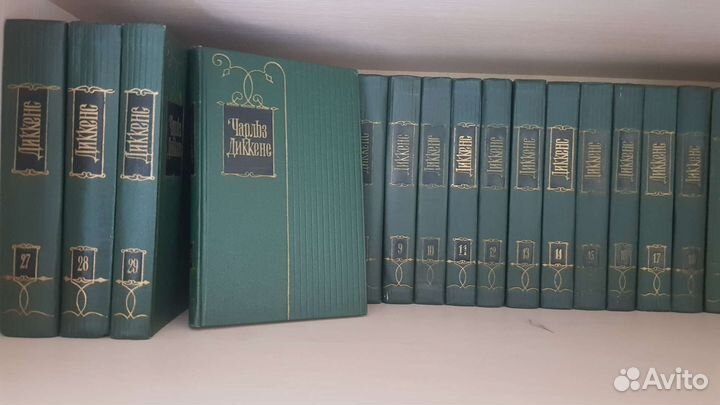 Диккенс
27
Диккенс
28
Диккенс
29
Чарльз
Диккенс
Диккенс
Диккенс
9
Диккенс
10
Диккенс
11
Диккенс
12
Диккенс
13
Диккенс
14
Диккенс
15
Диккенс
16
Диккенс
17
Диккенс
18
Avito